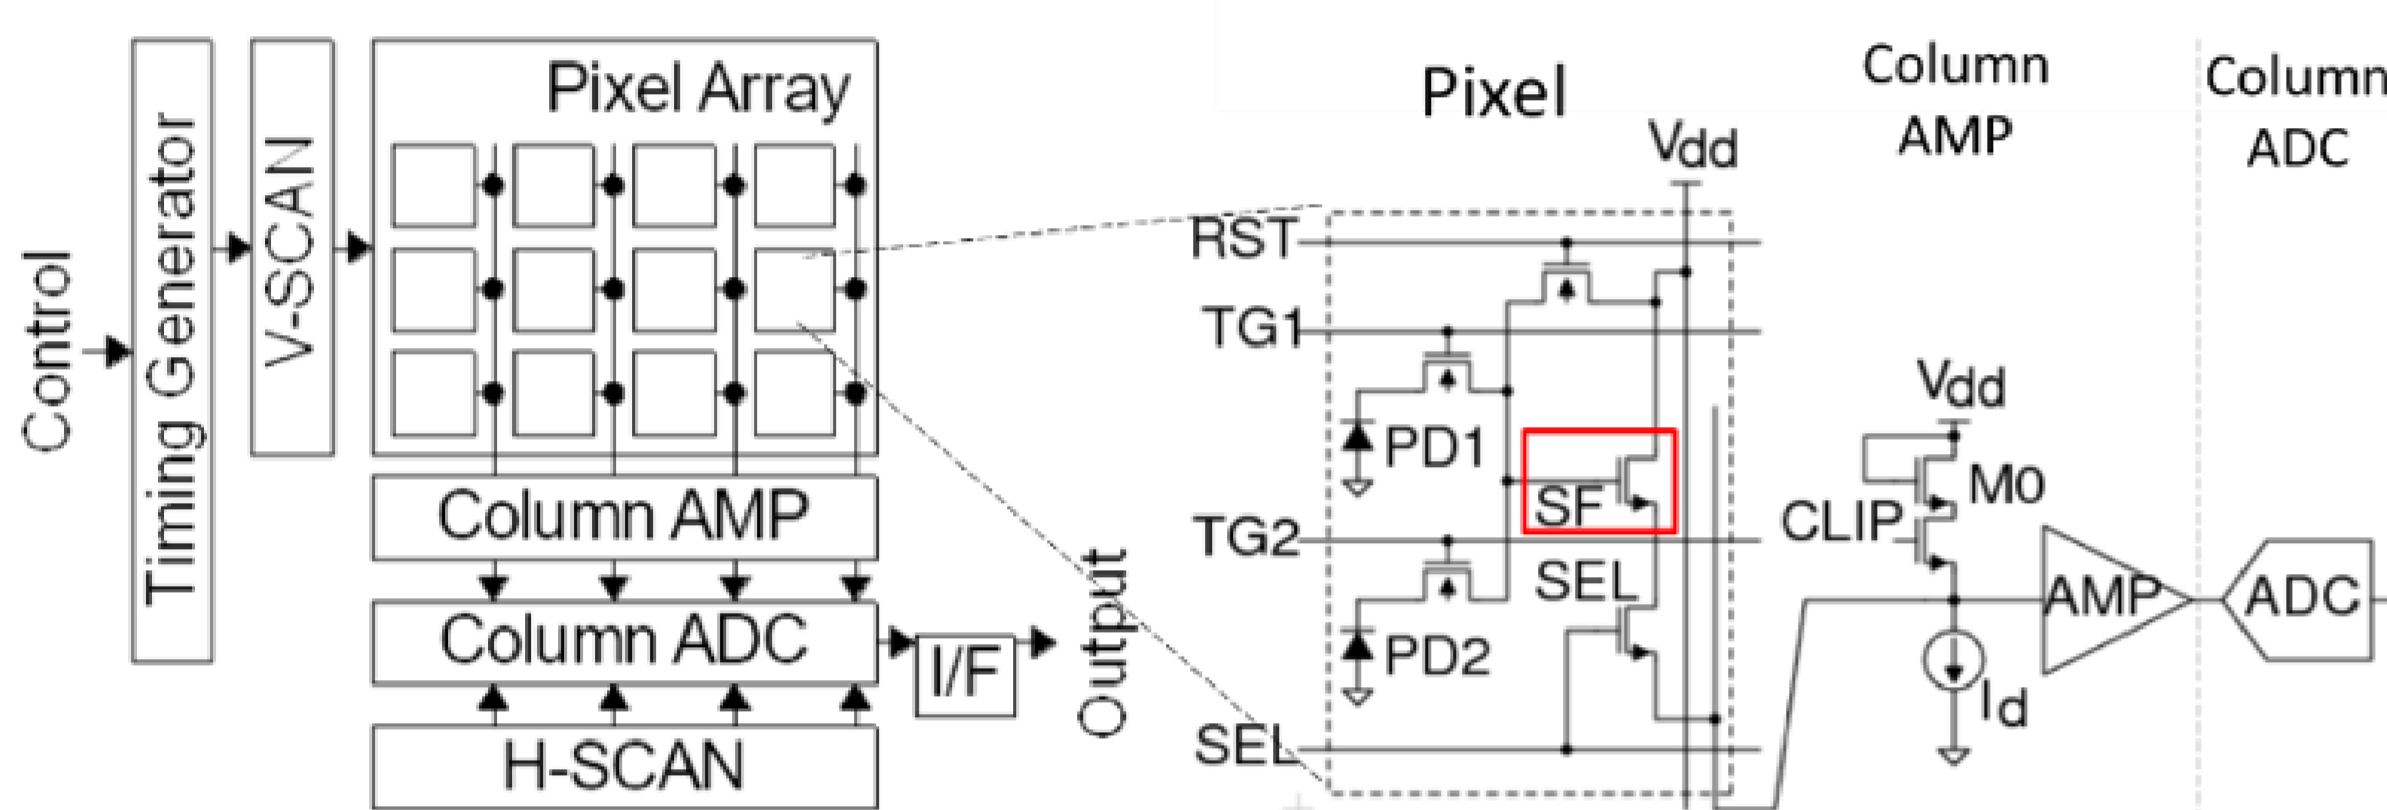 Control
Timing Generator
V-SCAN
Pixel Array
Column AMP
Column ADC
H-SCAN
I/F
Output
Pixel
Vdd
RST
TG1
PD1
SF
TG2
SEL
PD2
SEL
Column
AMP
Vdd
M0
CLIP
AMP
Id
Column
ADC
ADC